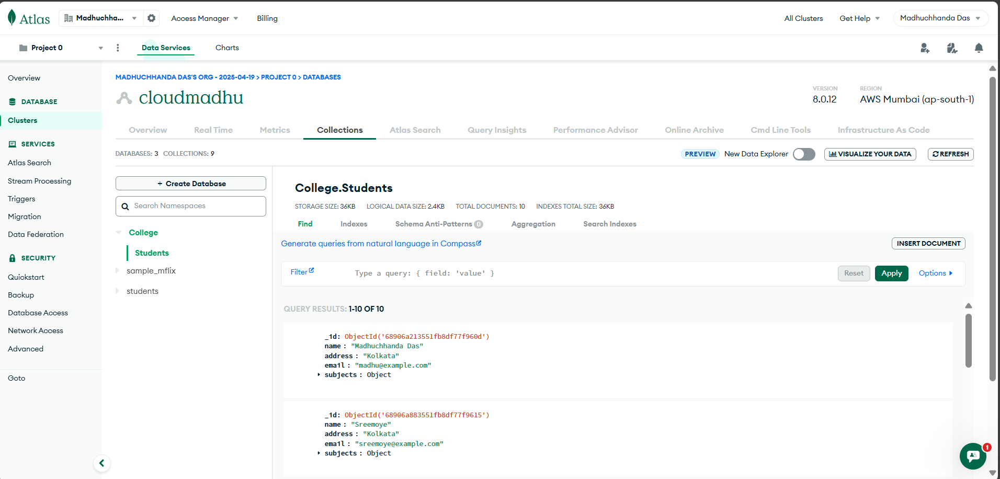 Atlas
Madhuchha...
Access Manager
Billing
All Clusters
Get Help
Madhuchhanda Das
Project 0
Data Services
Charts
Overview
DATABASE
Clusters
SERVICES
Atlas Search
Stream Processing
Triggers
Migration
Data Federation
SECURITY
Quickstart
Backup
Database Access
Network Access
Advanced
Goto
MADHUCHHANDA DAS'S ORG - 2025-04-19 > PROJECT 0 > DATABASES
cloudmadhu
VERSION
8.0.12
REGION
AWS Mumbai (ap-south-1)
Overview
Real Time
Metrics
Collections
Atlas Search
Query Insights
Performance Advisor
Online Archive
Cmd Line Tools
Infrastructure As Code
DATABASES: 3 COLLECTIONS: 9
PREVIEW New Data Explorer
VISUALIZE YOUR DATA
REFRESH
+ Create Database
Search Namespaces
College
Students
sample_mflix
students
College.Students
STORAGE SIZE: 36KB LOGICAL DATA SIZE: 2.4KB TOTAL DOCUMENTS: 10 INDEXES TOTAL SIZE: 36KB
Find
Indexes
Schema Anti-Patterns 0
Aggregation
Search Indexes
Generate queries from natural language in Compass
INSERT DOCUMENT
Filter
Type a query: { field: 'value' }
Reset
Apply
Options
QUERY RESULTS: 1-10 OF 10
_id: ObjectId('68906a213551fb8df77f960d')
name : "Madhuchhanda Das"
address : "Kolkata"
email : "madhu@example.com"
subjects : Object
_id: ObjectId('68906a883551fb8df77f9615')
name : "Sreemoye"
address : "Kolkata"
email : "sreemoye@example.com"
subjects : Object
1